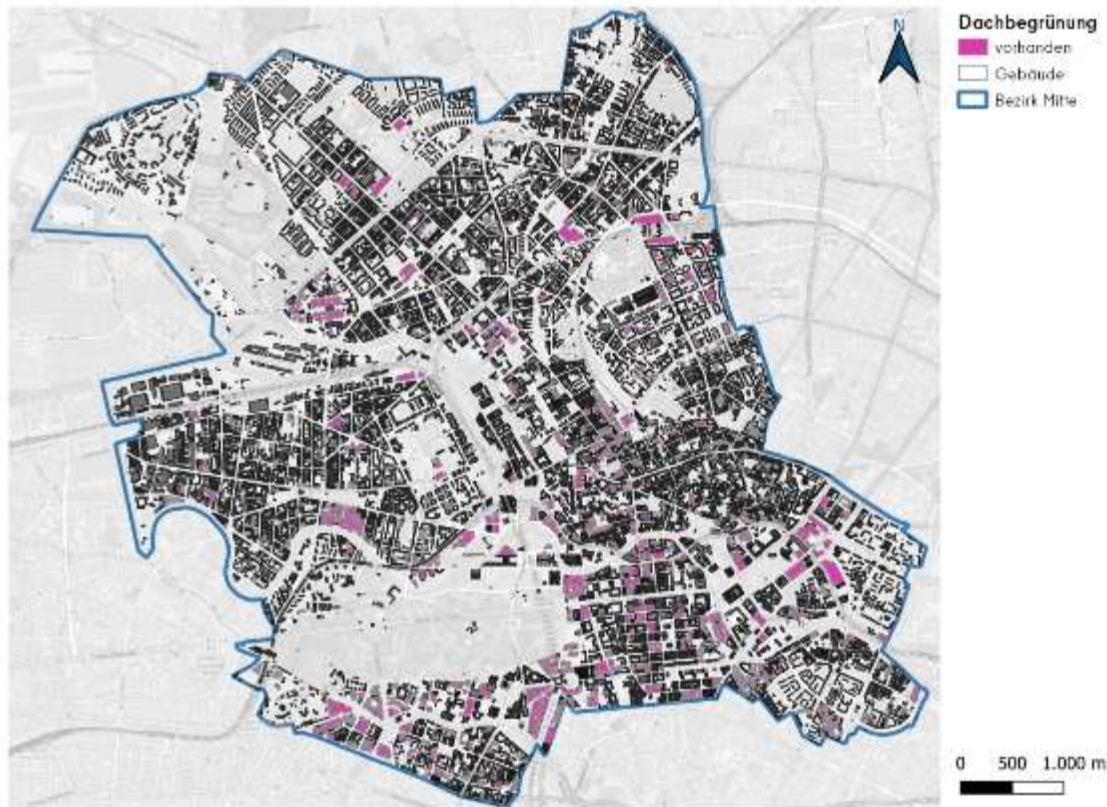 Dachbegrünung
N
vorhanden
Gebäude
Bezirk Mitte
0 500 1.000 m